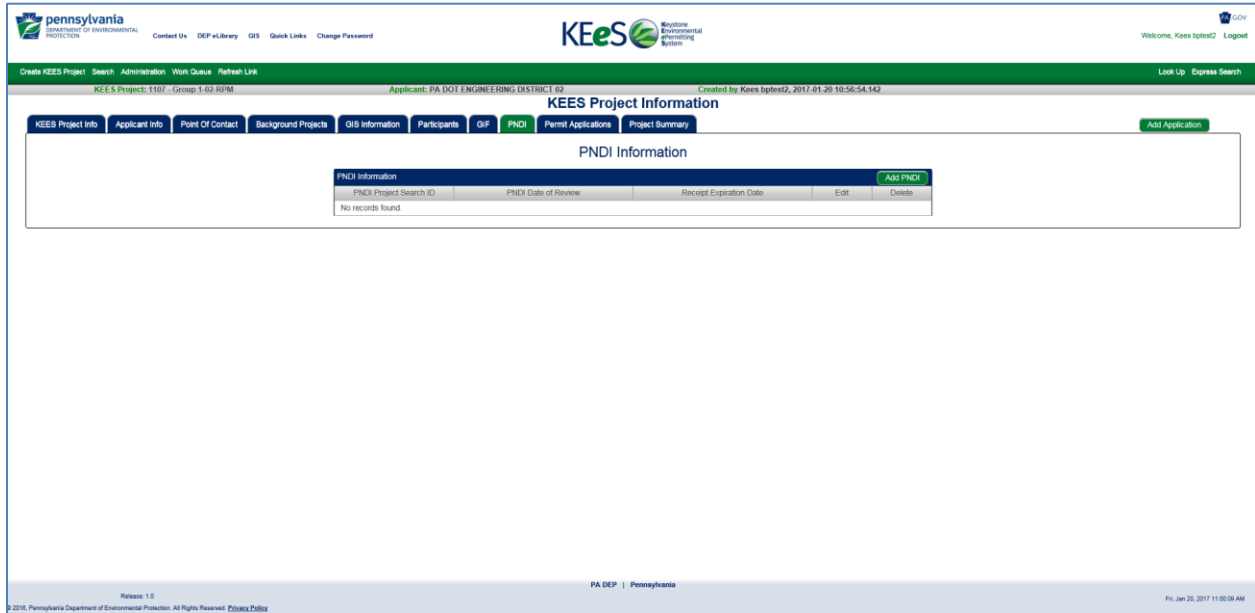 pennsylvania
DEPARTMENT OF ENVIRONMENTAL
PROTECTION
Contact Us DEP eLibrary GIS Quick Links Change Password
KEeS Keystone
Environmental
ePermitting
System
PA GOV
Welcome, Kees bptest2 Logout
Create KEES Project Search Administration Work Queue Refresh Link Look Up Express Search
KEES Project: 1107 - Group 1-02-RPM Applicant: PA DOT ENGINEERING DISTRICT 02 Created by Kees bptest2, 2017-01-20 10:56:54.142
KEES Project Information
KEES Project Info Applicant Info Point Of Contact Background Projects GIS Information Participants GIF PNDI Permit Applications Project Summary Add Application
PNDI Information
PNDI Information Add PNDI
PNDI Project Search ID PNDI Date of Review Receipt Expiration Date Edit Delete
No records found.
PA DEP | Pennsylvania
Release: 1.0
Fri, Jan 20, 2017 11:00:09 AM
© 2016, Pennsylvania Department of Environmental Protection. All Rights Reserved. Privacy Policy